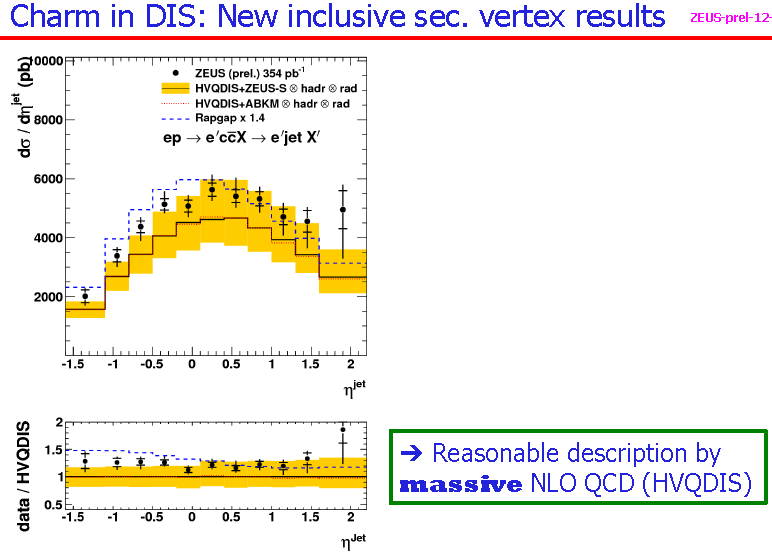 Charm in DIS: New inclusive sec. vertex results
ZEUS-prel-12-
dσ / dη^jet (pb)
10000
8000
6000
4000
2000
ZEUS (prel.) 354 pb⁻¹
HVQDIS+ZEUS-S ⊗ hadr ⊗ rad
HVQDIS+ABKM ⊗ hadr ⊗ rad
Rapgap x 1.4
ep → e′cc̅X → e′jet X′
-1.5 -1 -0.5 0 0.5 1 1.5 2
η^jet
data / HVQDIS
2
1.5
1
0.5
-1.5 -1 -0.5 0 0.5 1 1.5 2
η^Jet
➔ Reasonable description by
massive NLO QCD (HVQDIS)